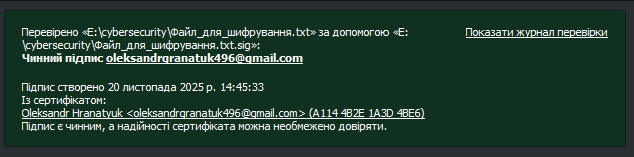 Перевірено «E:\cybersecurity\Файл_для_шифрування.txt» за допомогою «E:
\cybersecurity\Файл_для_шифрування.txt.sig»:
Показати журнал перевірки
Чинний підпис oleksandrgranatuk496@gmail.com
Підпис створено 20 листопада 2025 р. 14:45:33
Із сертифікатом:
Oleksandr Hranatyuk <oleksandrgranatuk496@gmail.com> (A114 4B2E 1A3D 4BE6)
Підпис є чинним, а надійності сертифіката можна необмежено довіряти.